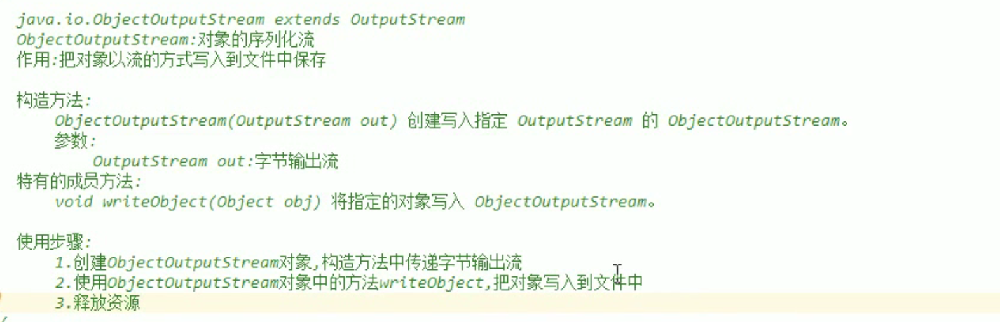 java.io.ObjectOutputStream extends OutputStream
ObjectOutputStream:对象的序列化流
作用:把对象以流的方式写入到文件中保存
构造方法:
ObjectOutputStream(OutputStream out) 创建写入指定 OutputStream 的 ObjectOutputStream。
参数:
OutputStream out:字节输出流
特有的成员方法:
void writeObject(Object obj) 将指定的对象写入 ObjectOutputStream。
使用步骤:
1.创建ObjectOutputStream对象,构造方法中传递字节输出流
2.使用ObjectOutputStream对象中的方法writeObject,把对象写入到文件中
3.释放资源